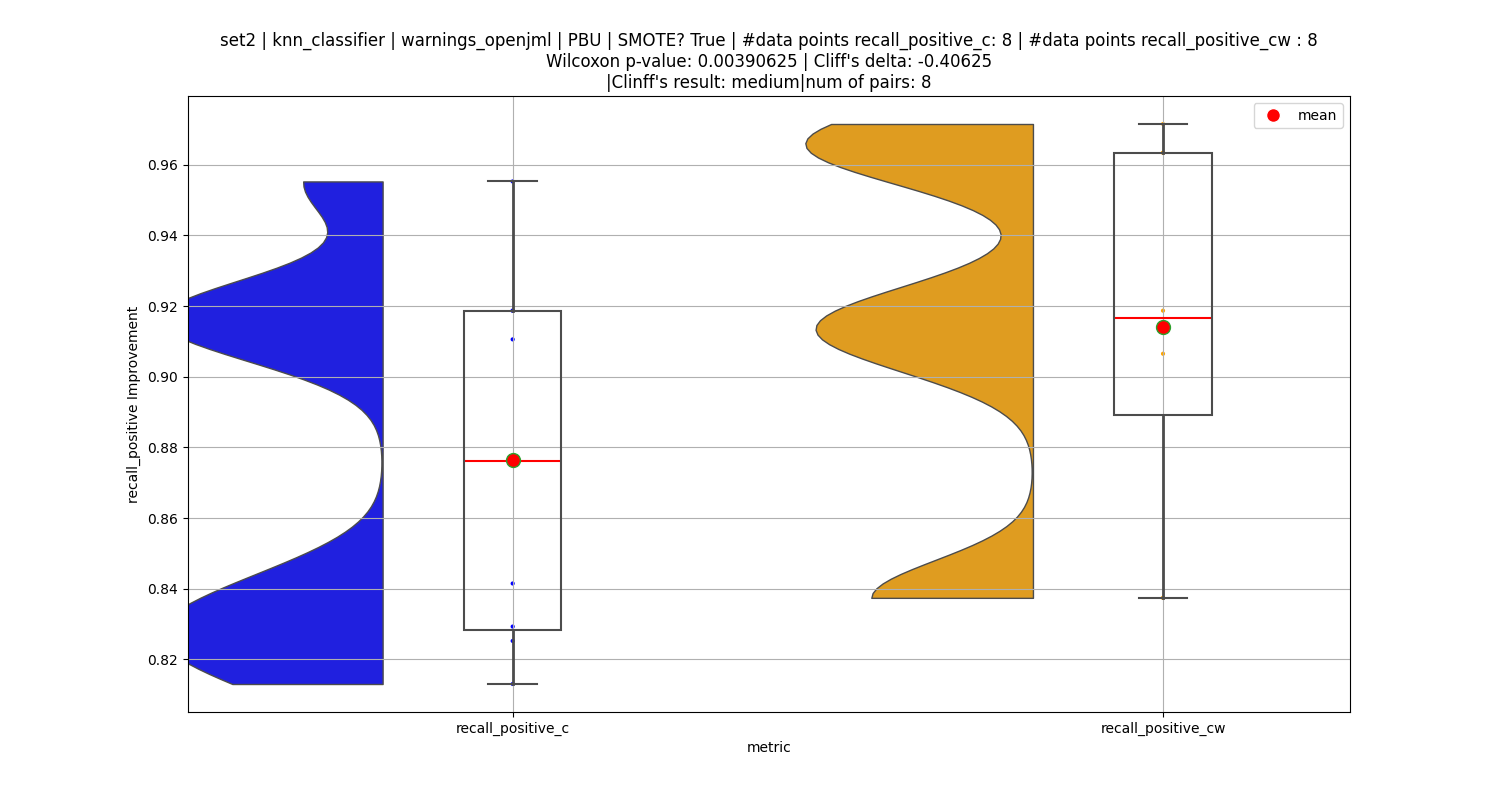 set2 | knn_classifier | warnings_openjml | PBU | SMOTE? True | #data points recall_positive_c: 8 | #data points recall_positive_cw : 8
Wilcoxon p-value: 0.00390625 | Cliff's delta: -0.40625
|Clinff's result: medium|num of pairs: 8
mean
0.96
0.94
0.92
0.90
0.88
0.86
0.84
0.82
recall_positive Improvement
recall_positive_c
recall_positive_cw
metric